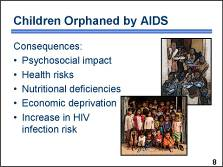 Children Orphaned by AIDS
Consequences:
• Psychosocial impact
• Health risks
• Nutritional deficiencies
• Economic deprivation
• Increase in HIV
infection risk
8